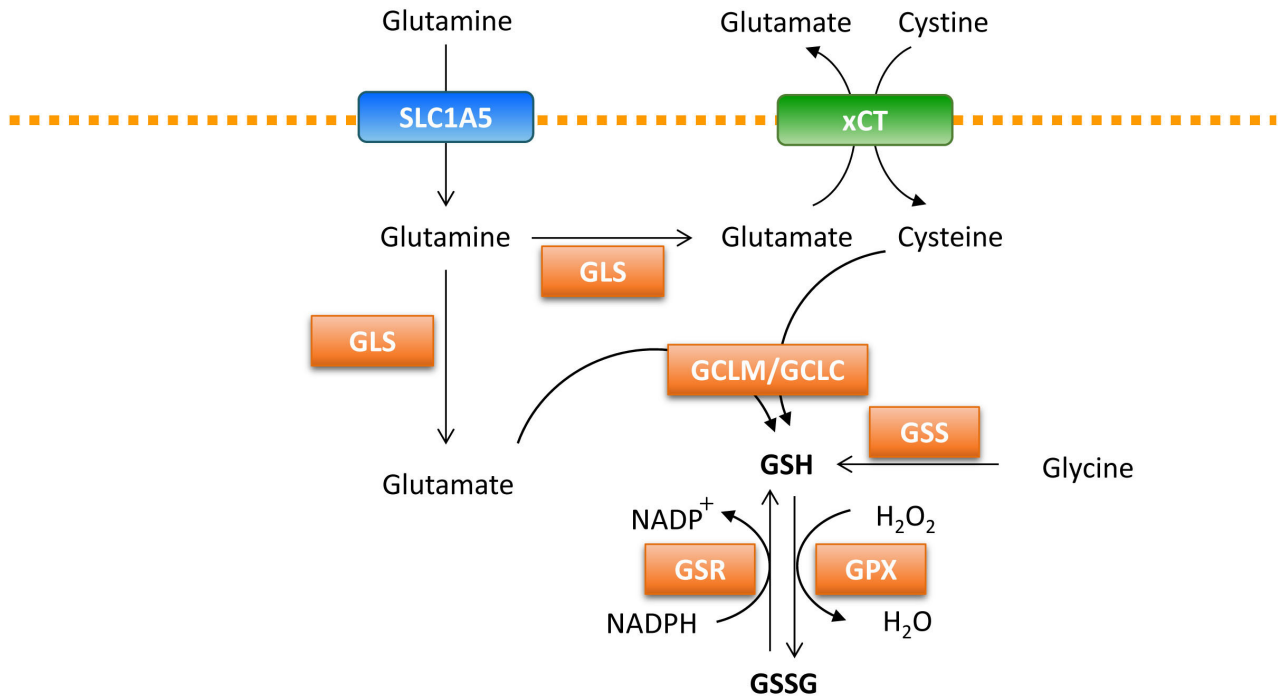 Glutamine
Glutamate
Cystine
SLC1A5
xCT
Glutamine
GLS
Glutamate
Cysteine
GLS
GCLM/GCLC
GSS
GSH
Glycine
Glutamate
NADP⁺
H₂O₂
GSR
GPX
NADPH
H₂O
GSSG